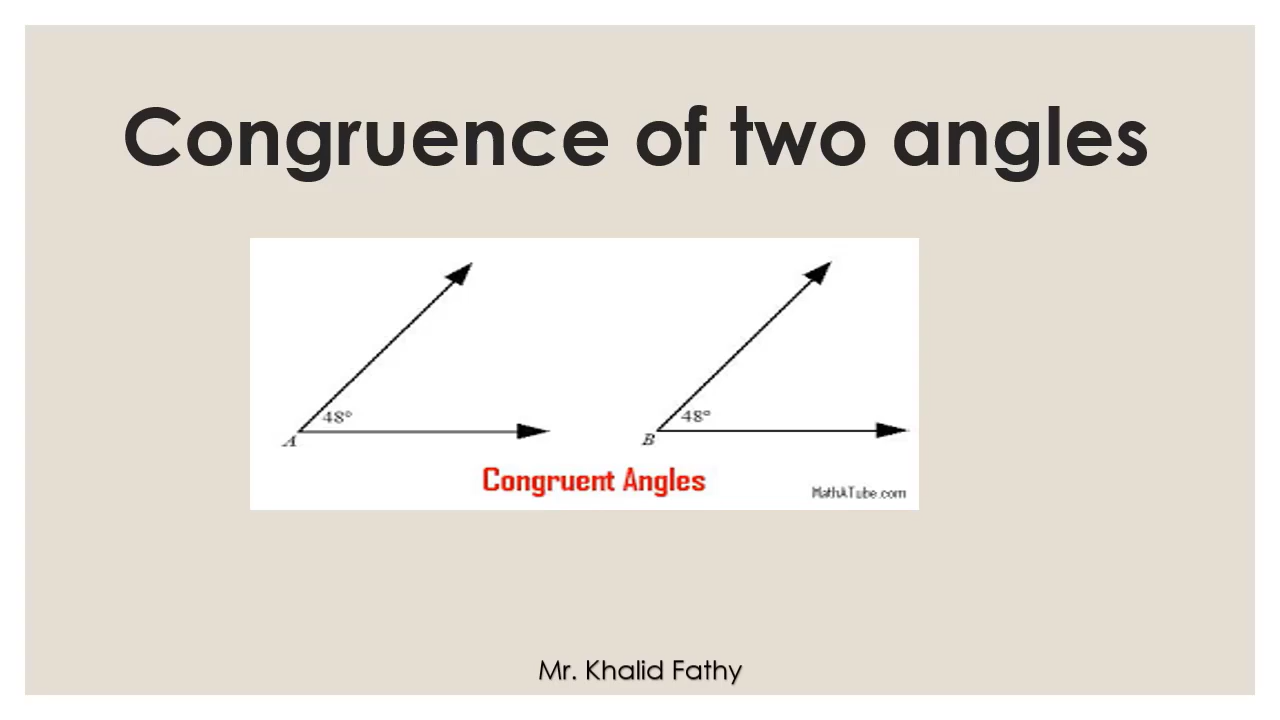 Congruence of two angles
48° 48°
A B
Congruent Angles
MathATube.com
Mr. Khalid Fathy